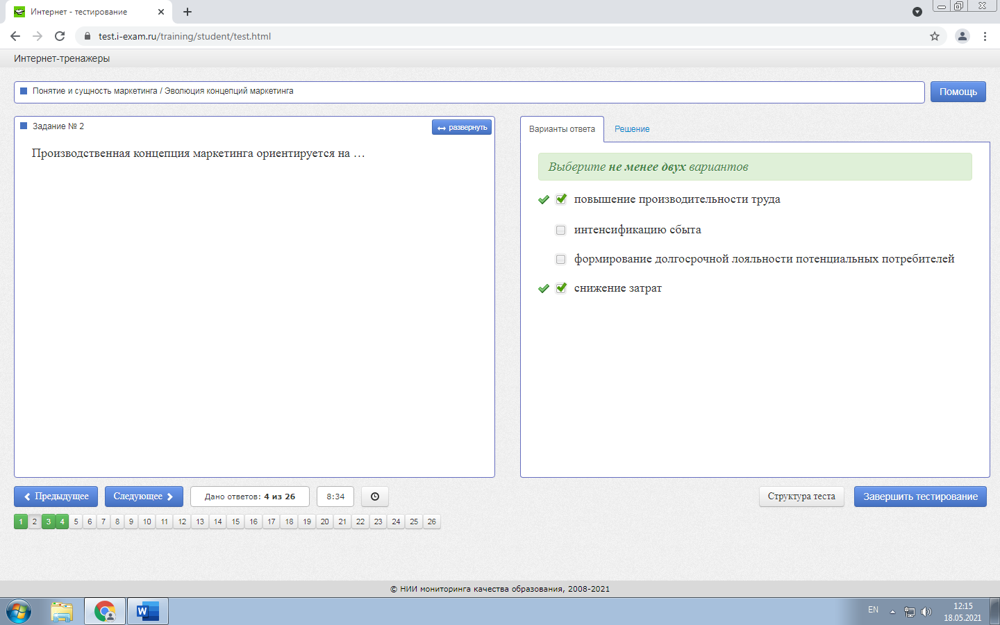 Интернет - тестирование
test.i-exam.ru/training/student/test.html
Интернет-тренажеры
Понятие и сущность маркетинга / Эволюция концепций маркетинга
Помощь
Задание № 2
развернуть
Производственная концепция маркетинга ориентируется на …
Варианты ответа
Решение
Выберите не менее двух вариантов
повышение производительности труда
интенсификацию сбыта
формирование долгосрочной лояльности потенциальных потребителей
снижение затрат
Предыдущее
Следующее
Дано ответов: 4 из 26
8:34
Структура теста
Завершить тестирование
1 2 3 4 5 6 7 8 9 10 11 12 13 14 15 16 17 18 19 20 21 22 23 24 25 26
© НИИ мониторинга качества образования, 2008-2021
EN
12:15
18.05.2021